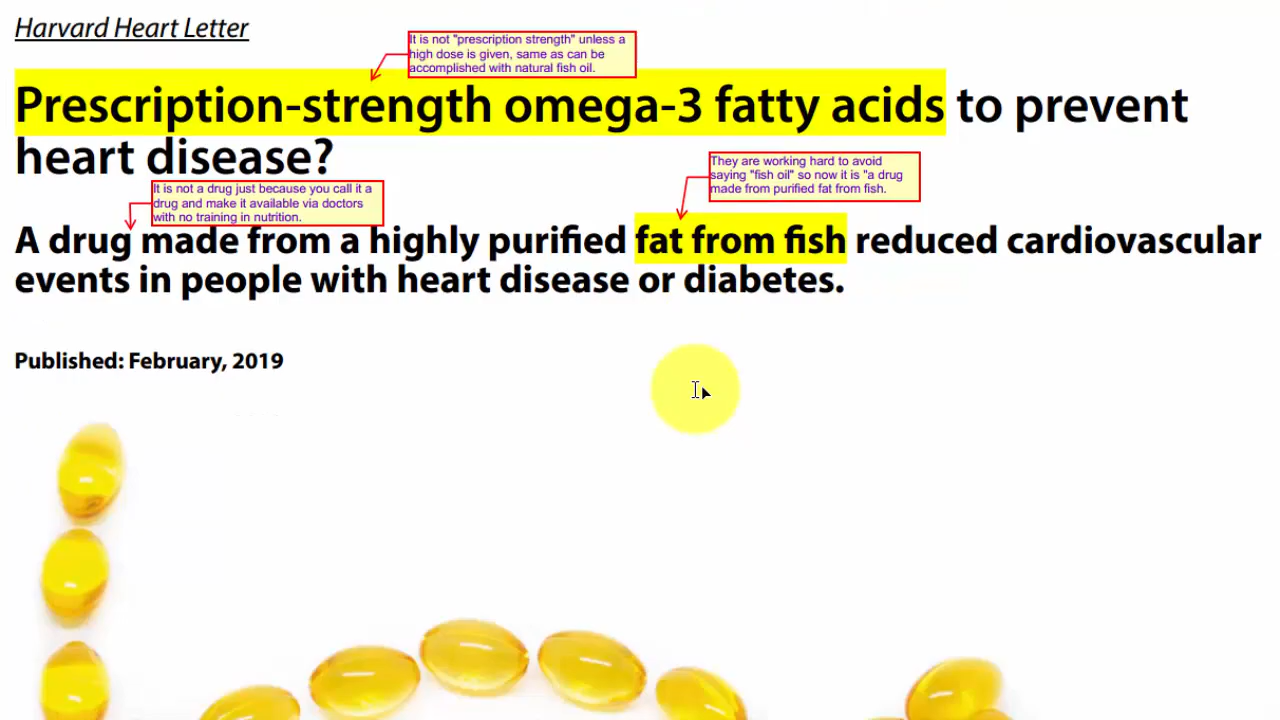 Harvard Heart Letter
It is not "prescription strength" unless a
high dose is given, same as can be
accomplished with natural fish oil.
Prescription-strength omega-3 fatty acids to prevent
heart disease?
They are working hard to avoid
saying "fish oil" so now it is "a drug
made from purified fat from fish.
It is not a drug just because you call it a
drug and make it available via doctors
with no training in nutrition.
A drug made from a highly purified fat from fish reduced cardiovascular
events in people with heart disease or diabetes.
Published: February, 2019